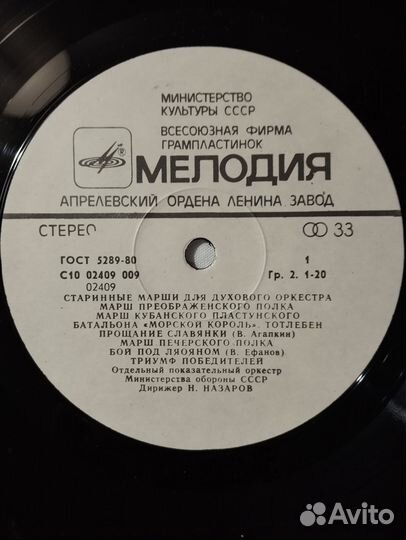 МИНИСТЕРСТВО
КУЛЬТУРЫ СССР
ВСЕСОЮЗНАЯ ФИРМА
ГРАМПЛАСТИНОК
МЕЛОДИЯ
АПРЕЛЕВСКИЙ ОРДЕНА ЛЕНИНА ЗАВОД
СТЕРЕО 33
ГОСТ 5289-80 1
С10 02409 009 Гр. 2. 1-20
02409
СТАРИННЫЕ МАРШИ ДЛЯ ДУХОВОГО ОРКЕСТРА
МАРШ ПРЕОБРАЖЕНСКОГО ПОЛКА
МАРШ КУБАНСКОГО ПЛАСТУНСКОГО
БАТАЛЬОНА «МОРСКОЙ КОРОЛЬ». ТОТЛЕБЕН
ПРОЩАНИЕ СЛАВЯНКИ (В. Агапкин)
МАРШ ПЕЧЕРСКОГО ПОЛКА
БОЙ ПОД ЛЯОЯНОМ (В. Ефанов)
ТРИУМФ ПОБЕДИТЕЛЕЙ
Отдельный показательный оркестр
Министерства обороны СССР
Дирижер Н. НАЗАРОВ
Avito